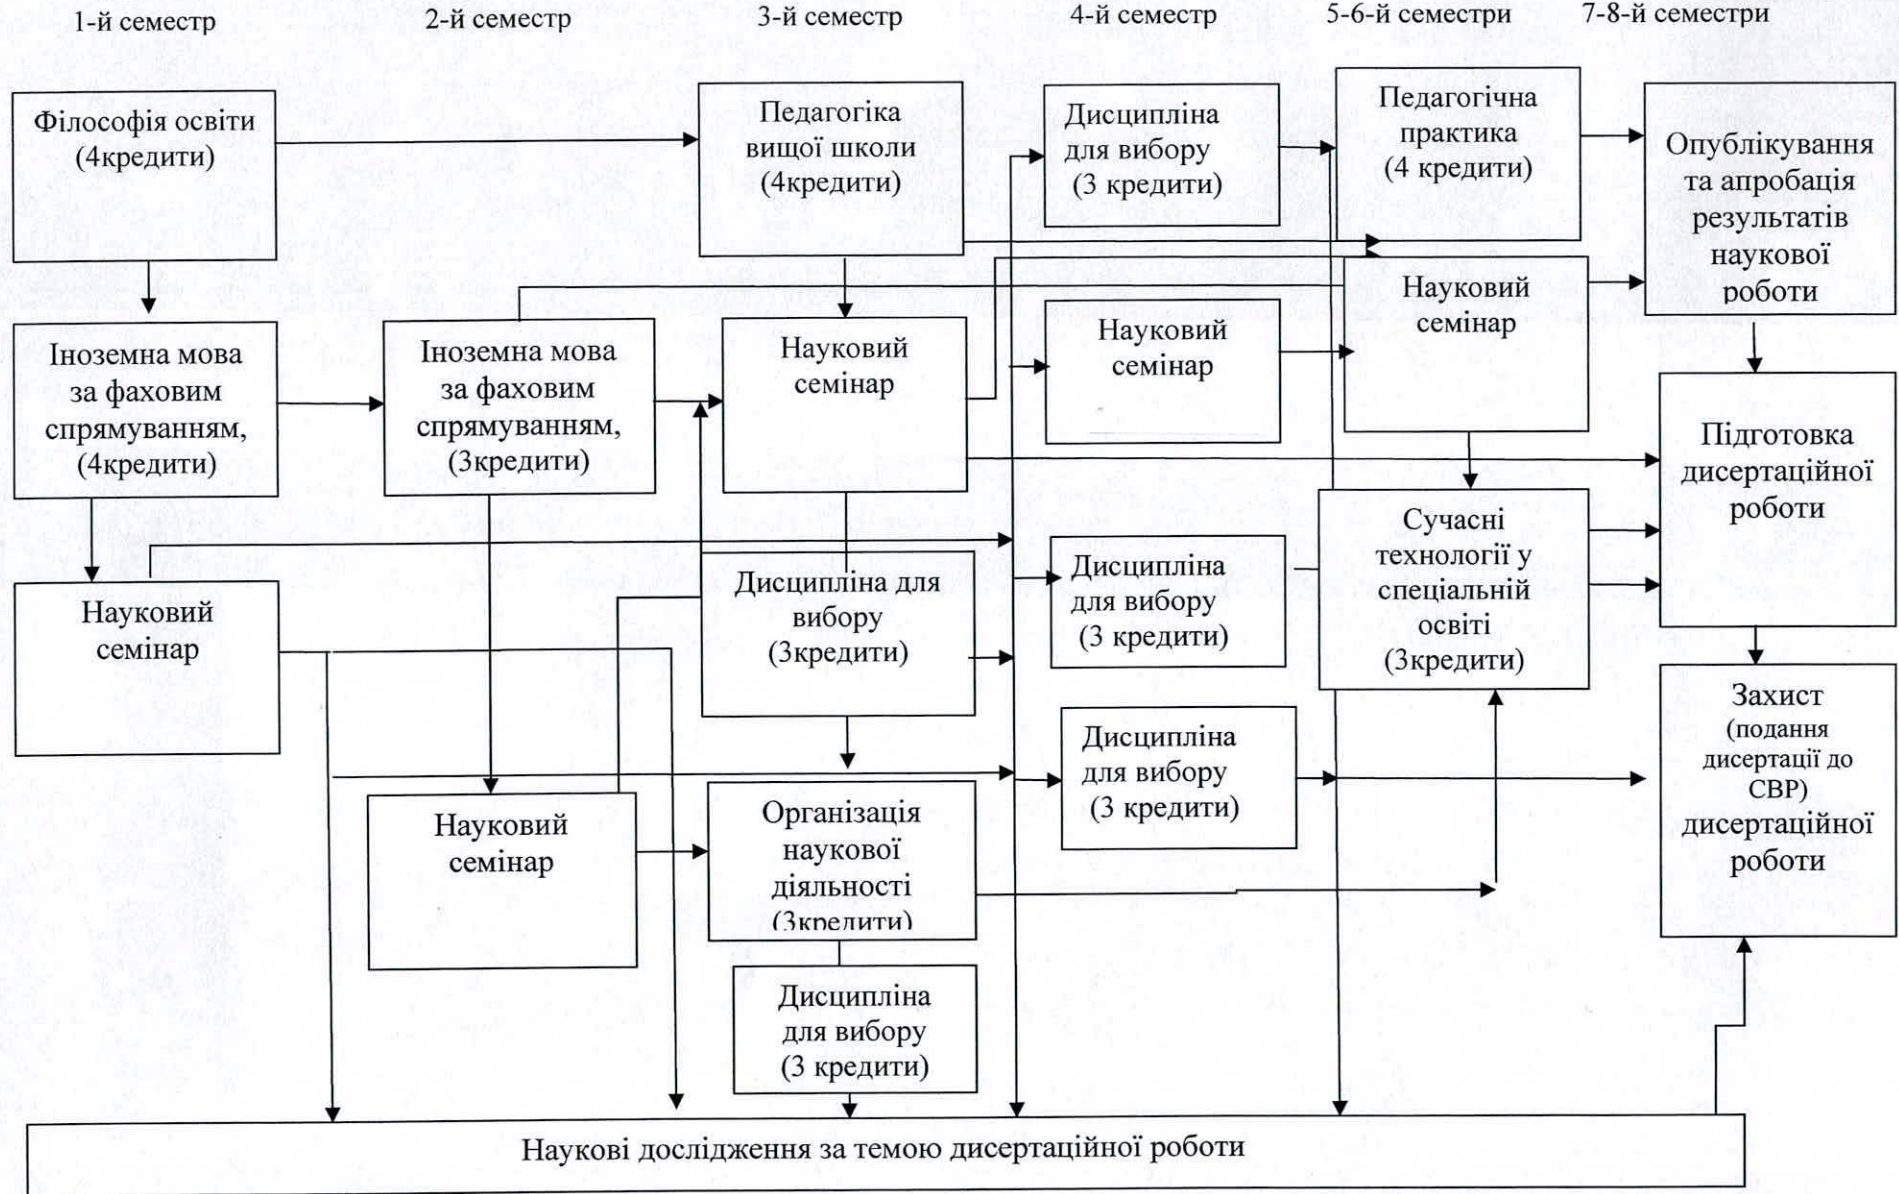 1-й семестр
2-й семестр
3-й семестр
4-й семестр
5-6-й семестри
7-8-й семестри
Філософія освіти
(4кредити)
Іноземна мова
за фаховим
спрямуванням,
(4кредити)
Науковий
семінар
Іноземна мова
за фаховим
спрямуванням,
(3кредити)
Науковий
семінар
Педагогіка
вищої школи
(4кредити)
Науковий
семінар
Дисципліна для
вибору
(3кредити)
Організація
наукової
діяльності
(3кредити)
Дисципліна
для вибору
(3 кредити)
Дисципліна
для вибору
(3 кредити)
Науковий
семінар
Дисципліна
для вибору
(3 кредити)
Дисципліна
для вибору
(3 кредити)
Педагогічна
практика
(4 кредити)
Науковий
семінар
Сучасні
технології у
спеціальній
освіті
(3кредити)
Опублікування
та апробація
результатів
наукової
роботи
Підготовка
дисертаційної
роботи
Захист
(подання
дисертації до
СВР)
дисертаційної
роботи
Наукові дослідження за темою дисертаційної роботи